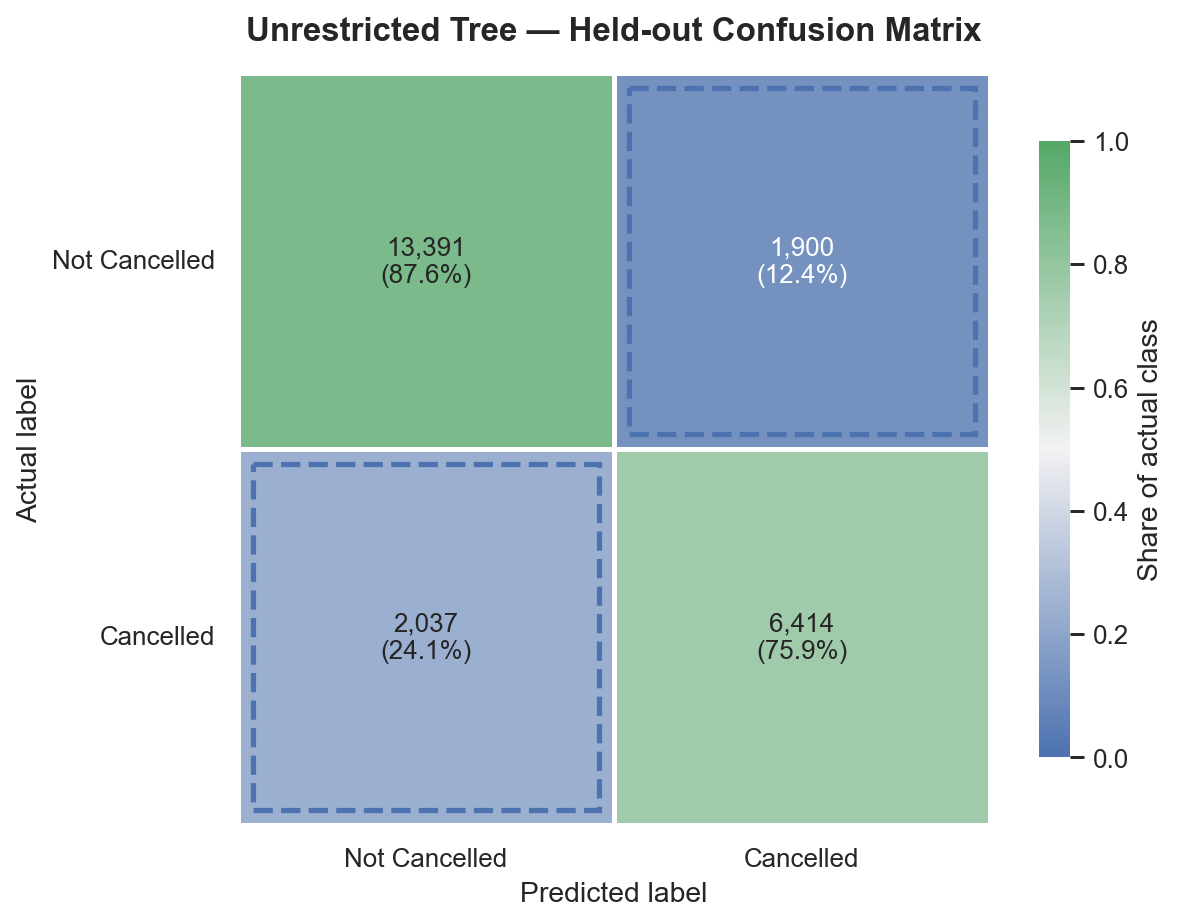 Unrestricted Tree — Held-out Confusion Matrix
Not Cancelled
13,391
(87.6%)
1,900
(12.4%)
Cancelled
2,037
(24.1%)
6,414
(75.9%)
Actual label
Not Cancelled
Cancelled
Predicted label
1.0
0.8
0.6
0.4
0.2
0.0
Share of actual class